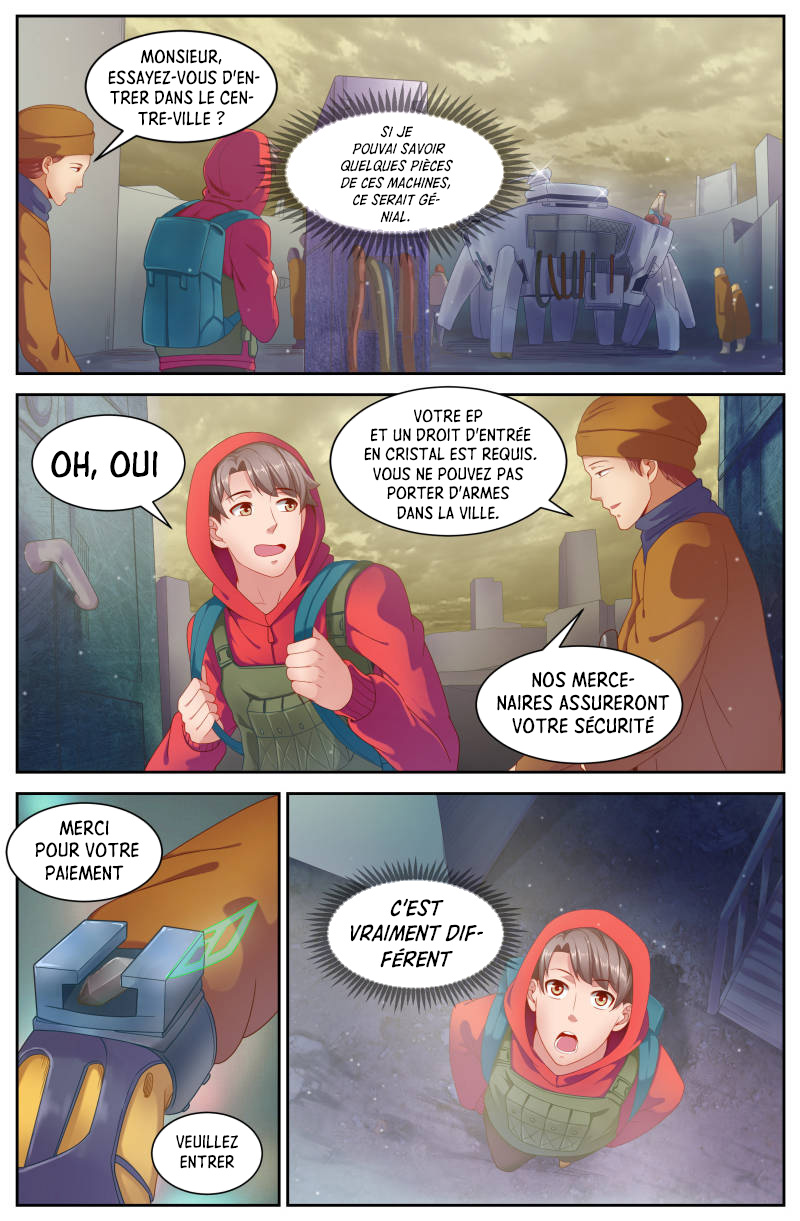 MONSIEUR,
ESSAYEZ-VOUS D'EN-
TRER DANS LE CEN-
TRE-VILLE ?
SI JE
POUVAI SAVOIR
QUELQUES PIÈCES
DE CES MACHINES,
CE SERAIT GÉ-
NIAL.
OH, OUI
VOTRE EP
ET UN DROIT D'ENTRÉE
EN CRISTAL EST REQUIS.
VOUS NE POUVEZ PAS
PORTER D'ARMES
DANS LA VILLE.
NOS MERCE-
NAIRES ASSURERONT
VOTRE SÉCURITÉ
MERCI
POUR VOTRE
PAIEMENT
VEUILLEZ
ENTRER
C'EST
VRAIMENT DIF-
FÉRENT